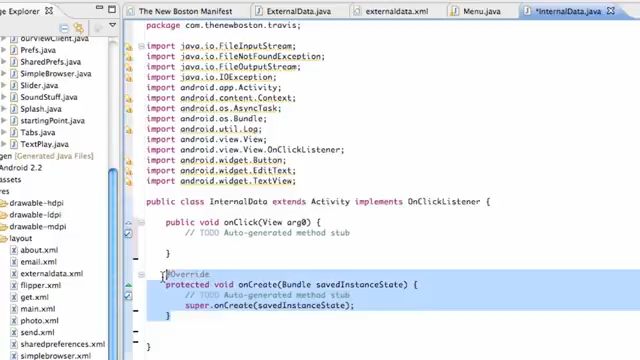 Package Explorer
The New Boston Manifest
ExternalData.java
externaldata.xml
Menu.java
*InternalData.java
ourViewClient.java
Prefs.java
SharedPrefs.java
SimpleBrowser.java
Slider.java
SoundStuff.java
Splash.java
startingPoint.java
Tabs.java
TextPlay.java
gen [Generated Java Files]
Android 2.2
assets
res
drawable-hdpi
drawable-ldpi
drawable-mdpi
layout
about.xml
email.xml
externaldata.xml
flipper.xml
get.xml
main.xml
photo.xml
send.xml
sharedpreferences.xml
simplebrowser.xml
package com.thenewboston.travis;
import java.io.FileInputStream;
import java.io.FileNotFoundException;
import java.io.FileOutputStream;
import java.io.IOException;
import android.app.Activity;
import android.content.Context;
import android.os.AsyncTask;
import android.os.Bundle;
import android.util.Log;
import android.view.View;
import android.view.View.OnClickListener;
import android.widget.Button;
import android.widget.EditText;
import android.widget.TextView;
public class InternalData extends Activity implements OnClickListener {
public void onClick(View arg0) {
// TODO Auto-generated method stub
}
@Override
protected void onCreate(Bundle savedInstanceState) {
// TODO Auto-generated method stub
super.onCreate(savedInstanceState);
}
}